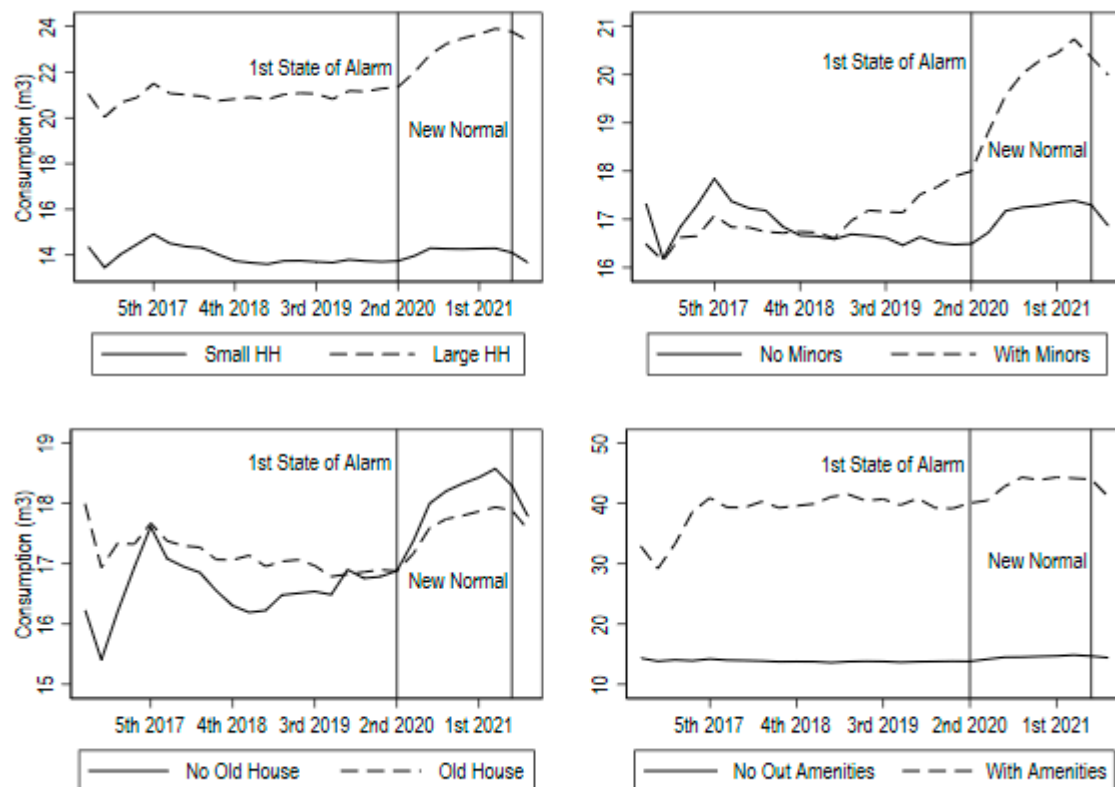 Consumption (m3)
24
22
20
18
16
14
1st State of Alarm
New Normal
5th 2017 4th 2018 3rd 2019 2nd 2020 1st 2021
Small HH Large HH
21
20
19
18
17
16
1st State of Alarm
New Normal
5th 2017 4th 2018 3rd 2019 2nd 2020 1st 2021
No Minors With Minors
Consumption (m3)
19
18
17
16
15
1st State of Alarm
New Normal
5th 2017 4th 2018 3rd 2019 2nd 2020 1st 2021
No Old House Old House
50
40
30
20
10
1st State of Alarm
New Normal
5th 2017 4th 2018 3rd 2019 2nd 2020 1st 2021
No Out Amenities With Amenities